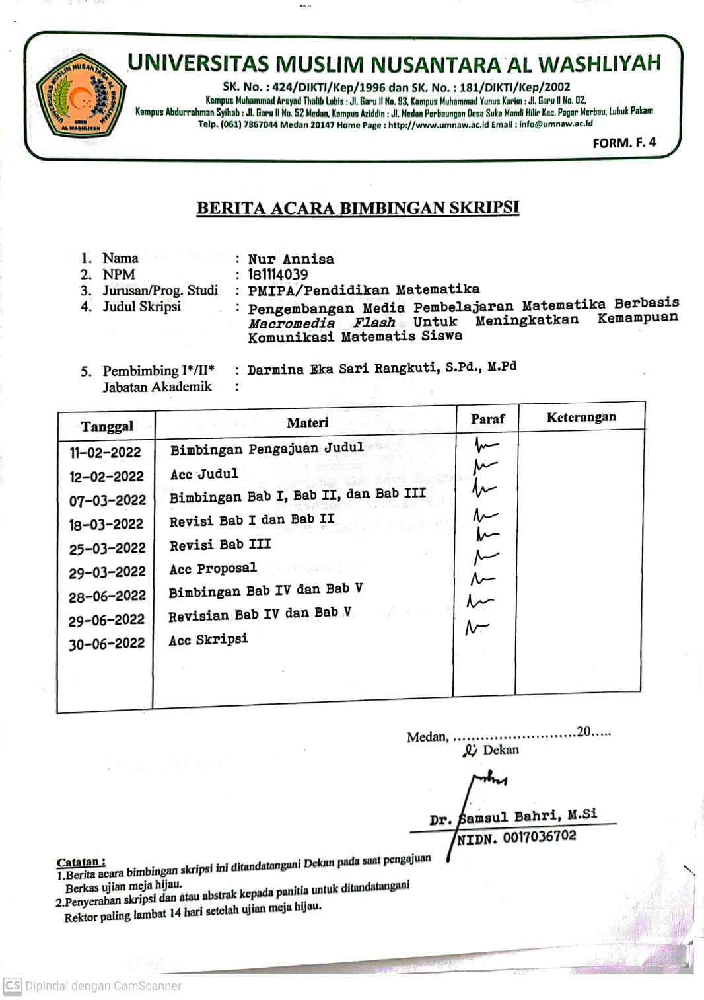 UNIVERSITAS MUSLIM NUSANTARA AL WASHLIYAH
UMN
AL WASHLIYAH
UNIVERSITAS MUSLIM NUSANTARA AL WASHLIYAH
SK. No. : 424/DIKTI/Kep/1996 dan SK. No. : 181/DIKTI/Kep/2002
Kampus Muhammad Arsyad Thalib Lubis : Jl. Garu II No. 93, Kampus Muhammad Yunus Karim : Jl. Garu II No. 02,
Kampus Abdurrahman Syihab : Jl. Garu II No. 52 Medan, Kampus Aziddin : Jl. Medan Perbaungan Desa Suka Mandi Hilir Kec. Pagar Merbau, Lubuk Pakam
Telp. (061) 7867044 Medan 20147 Home Page : http://www.umnaw.ac.id Email : info@umnaw.ac.id
FORM. F. 4
BERITA ACARA BIMBINGAN SKRIPSI
1. Nama : Nur Annisa
2. NPM : 181114039
3. Jurusan/Prog. Studi : PMIPA/Pendidikan Matematika
4. Judul Skripsi : Pengembangan Media Pembelajaran Matematika Berbasis
Macromedia Flash Untuk Meningkatkan Kemampuan
Komunikasi Matematis Siswa
5. Pembimbing I*/II* : Darmina Eka Sari Rangkuti, S.Pd., M.Pd
Jabatan Akademik :
Tanggal Materi Paraf Keterangan
11-02-2022 Bimbingan Pengajuan Judul
12-02-2022 Acc Judul
07-03-2022 Bimbingan Bab I, Bab II, dan Bab III
18-03-2022 Revisi Bab I dan Bab II
25-03-2022 Revisi Bab III
29-03-2022 Acc Proposal
28-06-2022 Bimbingan Bab IV dan Bab V
29-06-2022 Revisian Bab IV dan Bab V
30-06-2022 Acc Skripsi
Medan, ............................20.....
Dekan
Dr. Samsul Bahri, M.Si
NIDN. 0017036702
Catatan :
1.Berita acara bimbingan skripsi ini ditandatangani Dekan pada saat pengajuan
Berkas ujian meja hijau.
2.Penyerahan skripsi dan atau abstrak kepada panitia untuk ditandatangani
Rektor paling lambat 14 hari setelah ujian meja hijau.
CS Dipindai dengan CamScanner